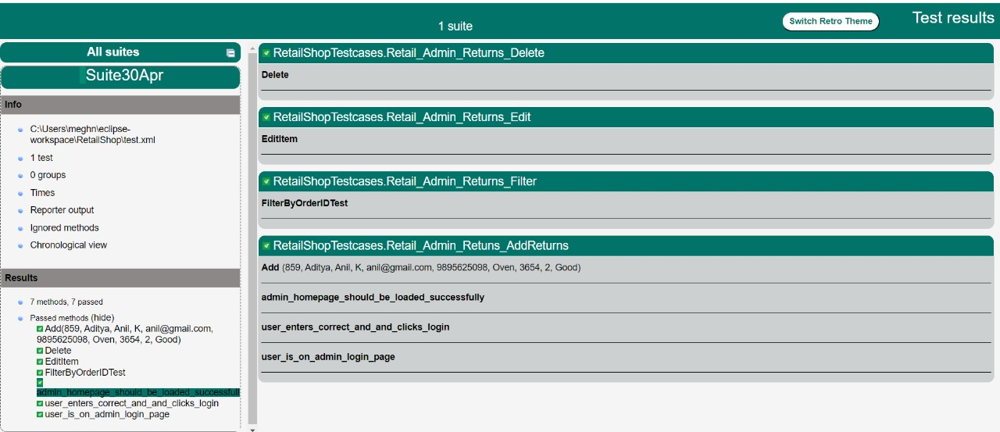 1 suite
Switch Retro Theme
Test results
All suites
Suite30Apr
Info
C:\Users\meghn\eclipse-
workspace\RetailShop\test.xml
1 test
0 groups
Times
Reporter output
Ignored methods
Chronological view
Results
7 methods, 7 passed
Passed methods (hide)
Add(859, Aditya, Anil, K, anil@gmail.com,
9895625098, Oven, 3654, 2, Good)
Delete
EditItem
FilterByOrderIDTest
admin_homepage_should_be_loaded_successfull
user_enters_correct_and_and_clicks_login
user_is_on_admin_login_page
RetailShopTestcases.Retail_Admin_Returns_Delete
Delete
RetailShopTestcases.Retail_Admin_Returns_Edit
EditItem
RetailShopTestcases.Retail_Admin_Returns_Filter
FilterByOrderIDTest
RetailShopTestcases.Retail_Admin_Retuns_AddReturns
Add (859, Aditya, Anil, K, anil@gmail.com, 9895625098, Oven, 3654, 2, Good)
admin_homepage_should_be_loaded_successfully
user_enters_correct_and_and_clicks_login
user_is_on_admin_login_page